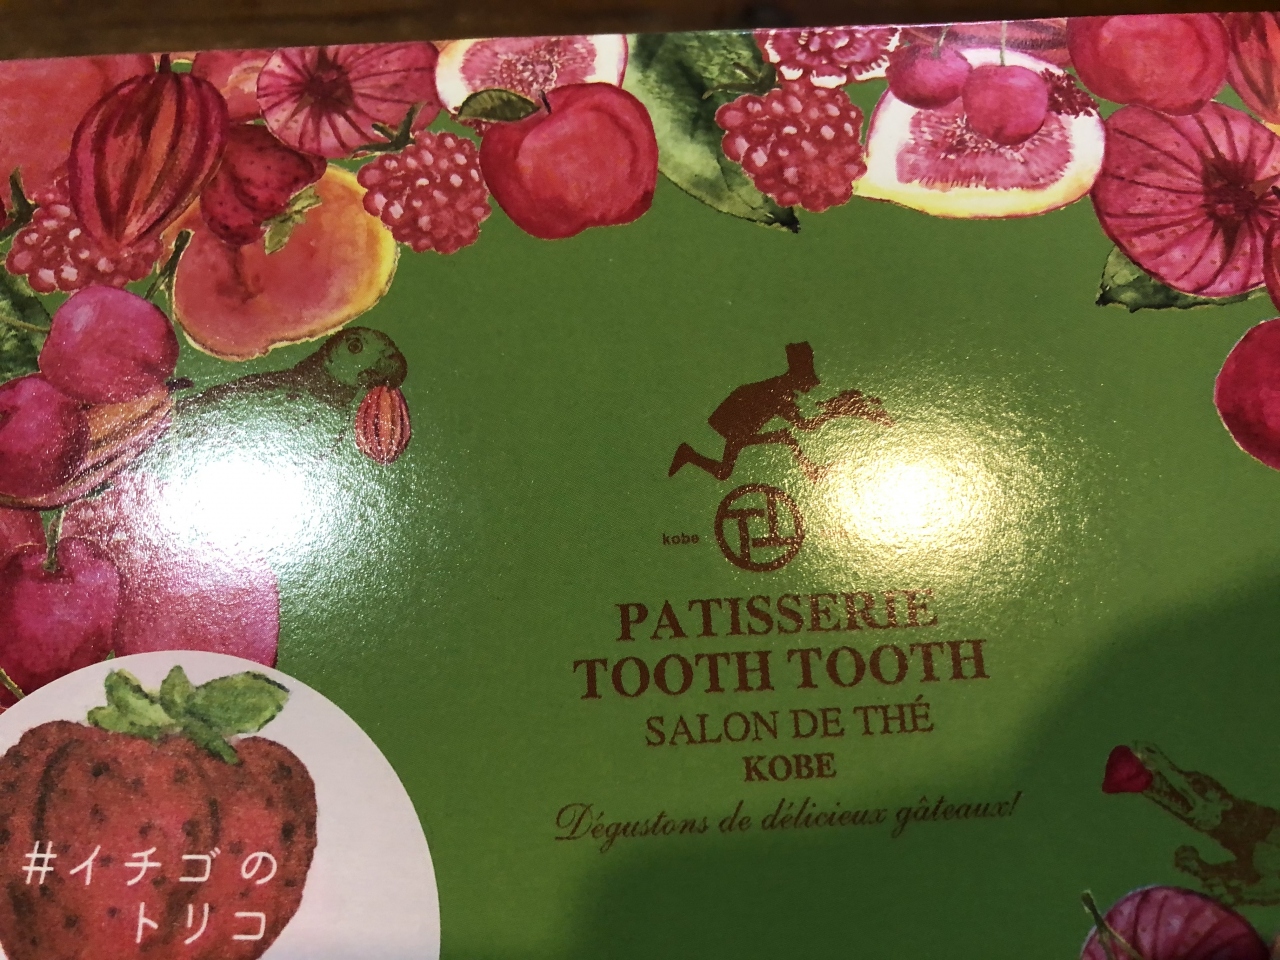 kobe
PATISSERIE
TOOTH TOOTH
SALON DE THÉ
KOBE
Dégustons de délicieux gâteaux!
#イチゴの
トリコ